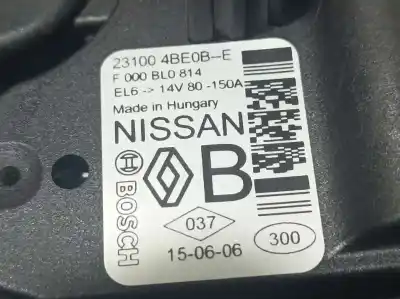 23100 4BE0B--E
F 000 BL0 814
EL6 -> 14V 80 -150A
Made in Hungary
NISSAN
BOSCH
B
037
15-06-06
300